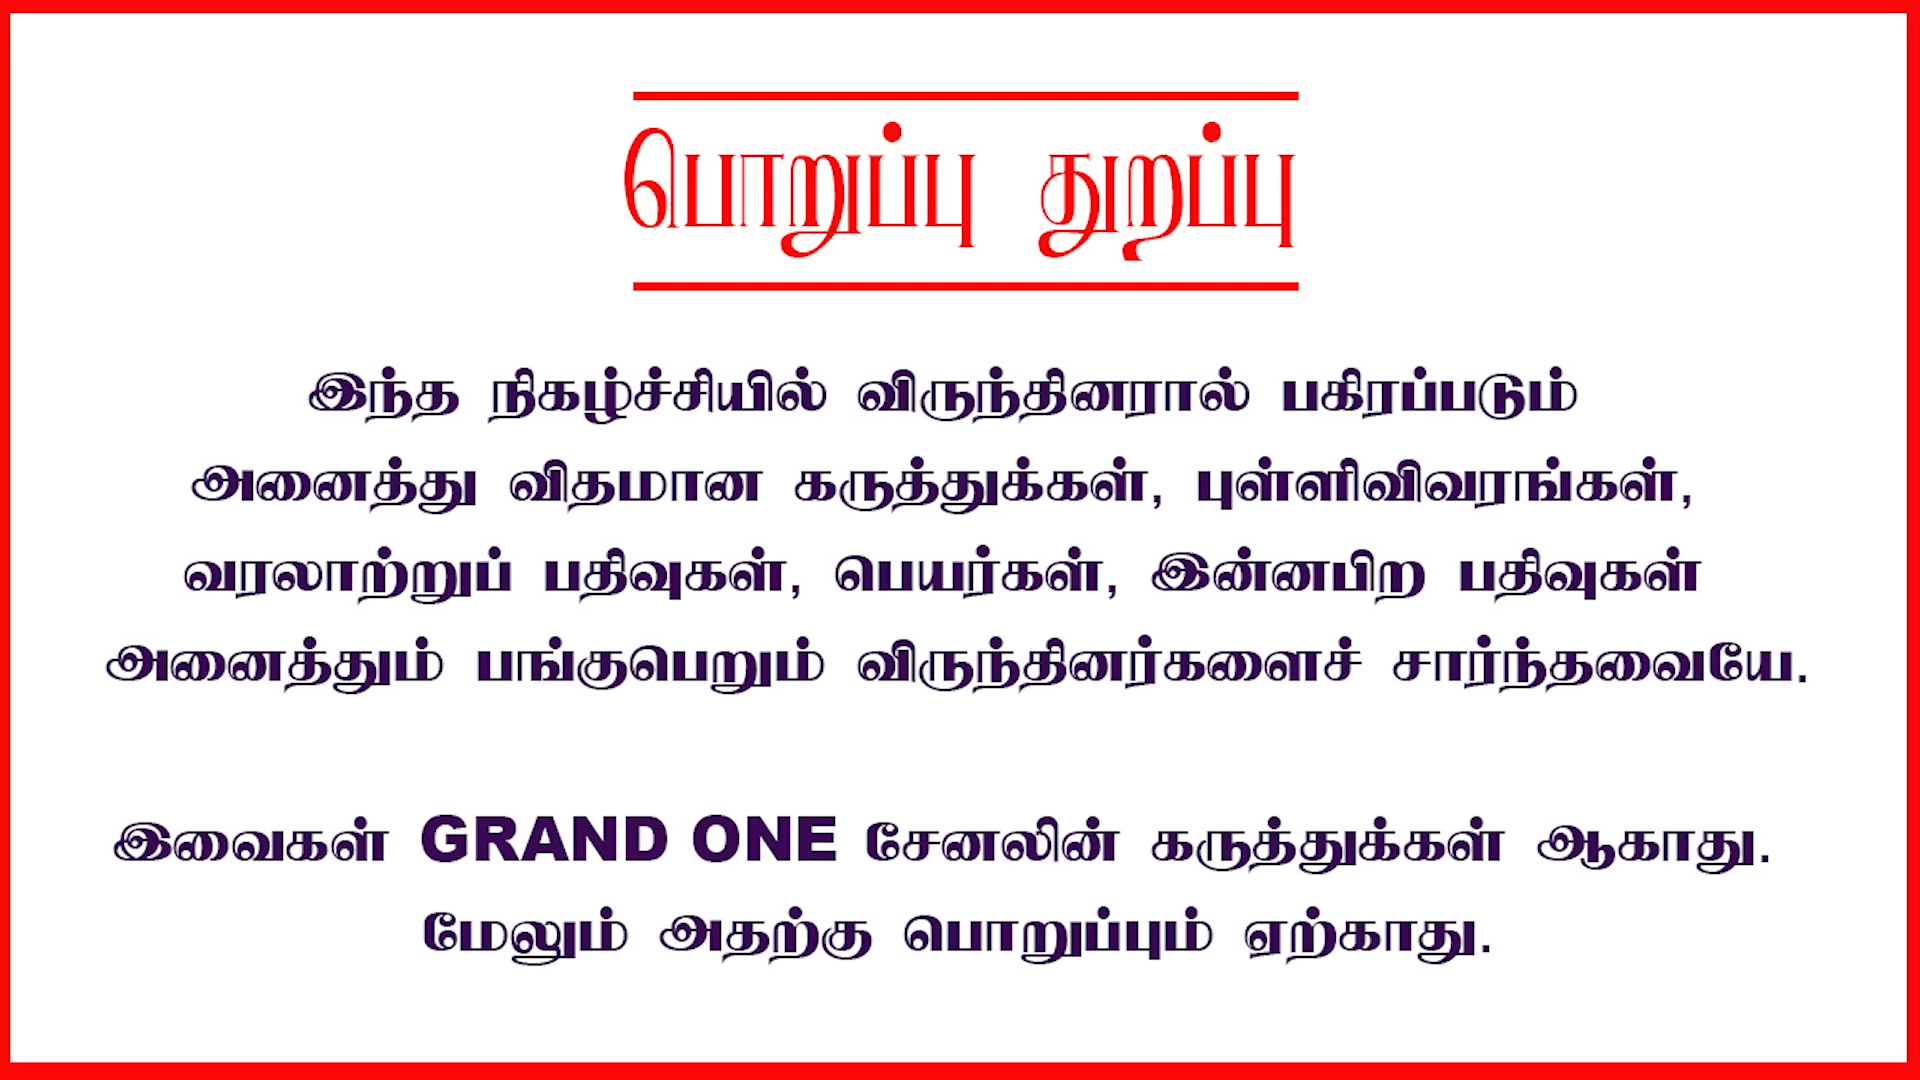 பொறுப்பு துறப்பு
இந்த நிகழ்ச்சியில் விருந்தினரால் பகிரப்படும்
அனைத்து விதமான கருத்துக்கள், புள்ளிவிவரங்கள்,
வரலாற்றுப் பதிவுகள், பெயர்கள், இன்னபிற பதிவுகள்
அனைத்தும் பங்குபெறும் விருந்தினர்களைச் சார்ந்தவையே.
இவைகள் GRAND ONE சேனலின் கருத்துக்கள் ஆகாது.
மேலும் அதற்கு பொறுப்பும் ஏற்காது.